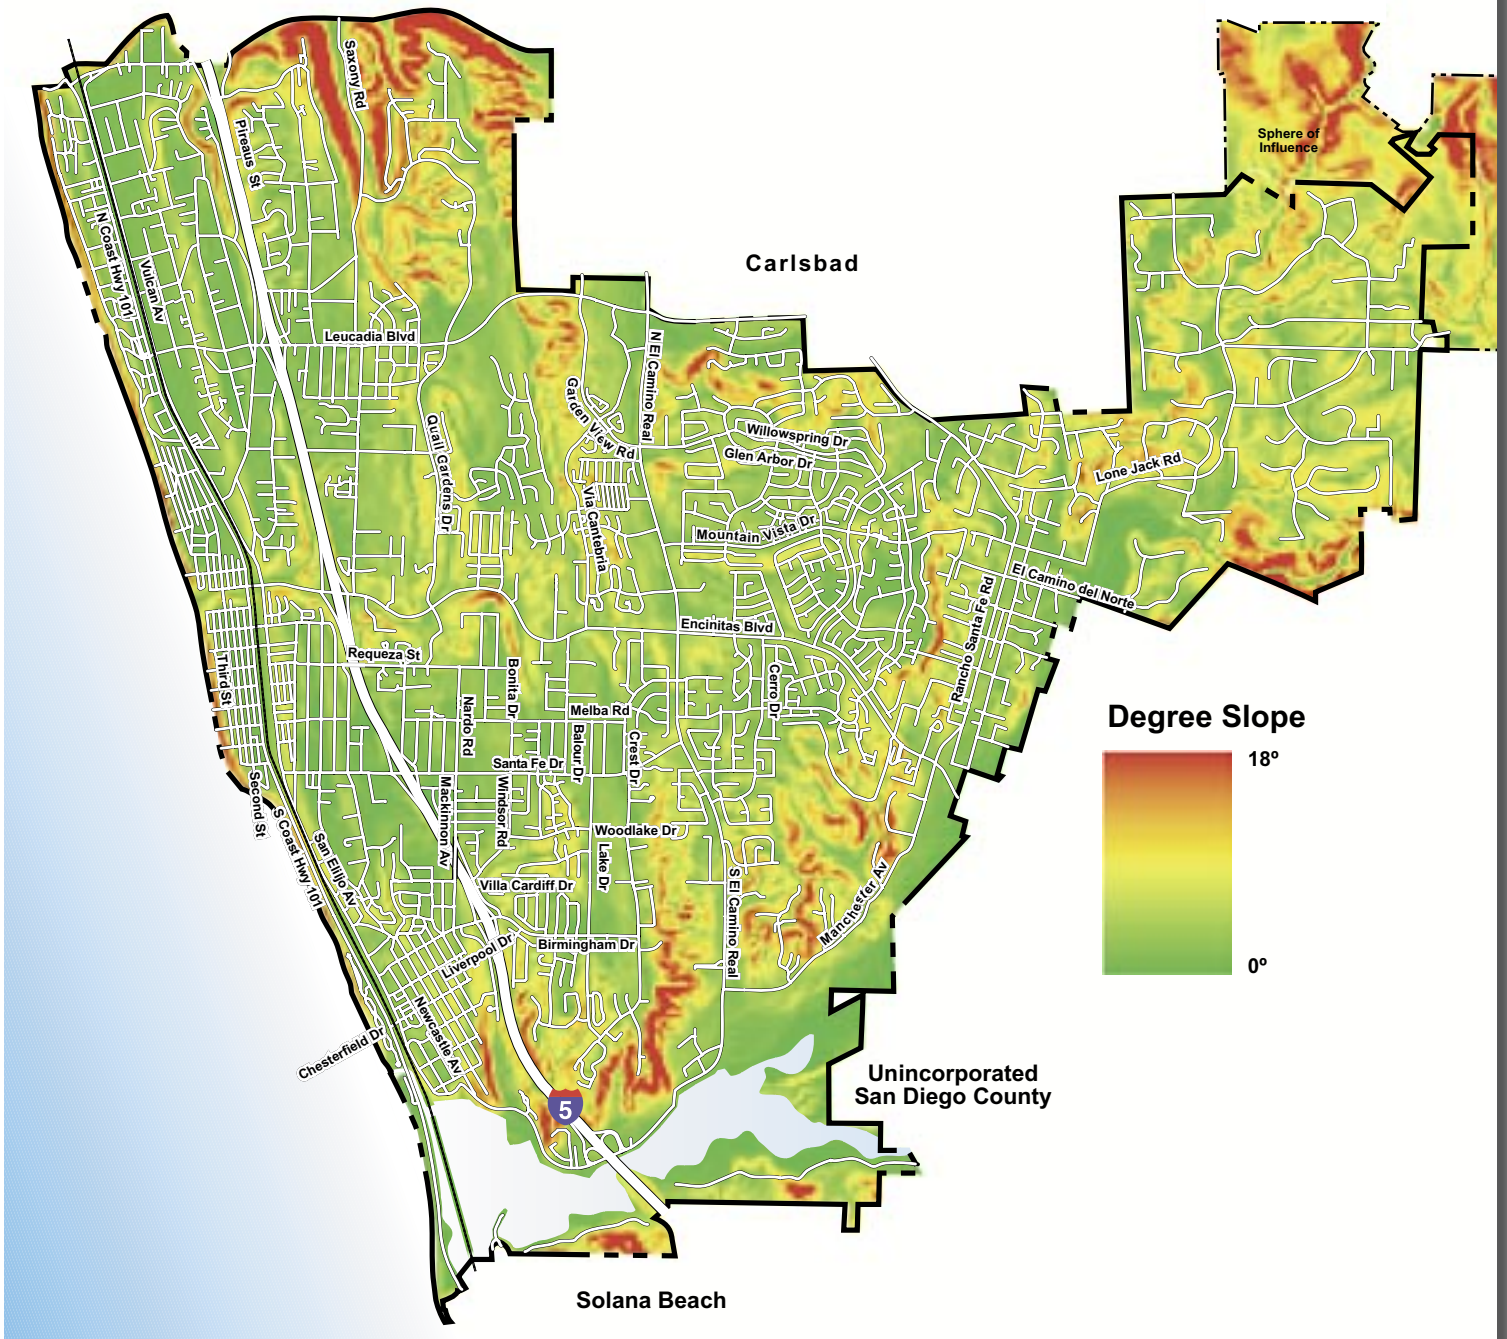 Saxony Rd
Piraeus St
Sphere of
Influence
N Coast Hwy 101
Vulcan Av
Carlsbad
Leucadia Blvd
N El Camino Real
Garden View Rd
Quail Gardens Dr
Willowspring Dr
Glen Arbor Dr
Lone Jack Rd
Via Cantebria
Mountain Vista Dr
El Camino del Norte
Rancho Santa Fe Rd
Encinitas Blvd
Requeza St
Third St
Bonita Dr
Cerro Dr
Nardo Rd
Melba Rd
Balour Dr
Crest Dr
Santa Fe Dr
Degree Slope
18º
0º
Second St
Mackinnon Av
Windsor Rd
S Coast Hwy 101
San Elijo Av
Woodlake Dr
Lake Dr
Villa Cardiff Dr
S El Camino Real
Manchester Av
Liverpool Dr
Birmingham Dr
Newcastle Av
Chesterfield Dr
5
Unincorporated
San Diego County
Solana Beach